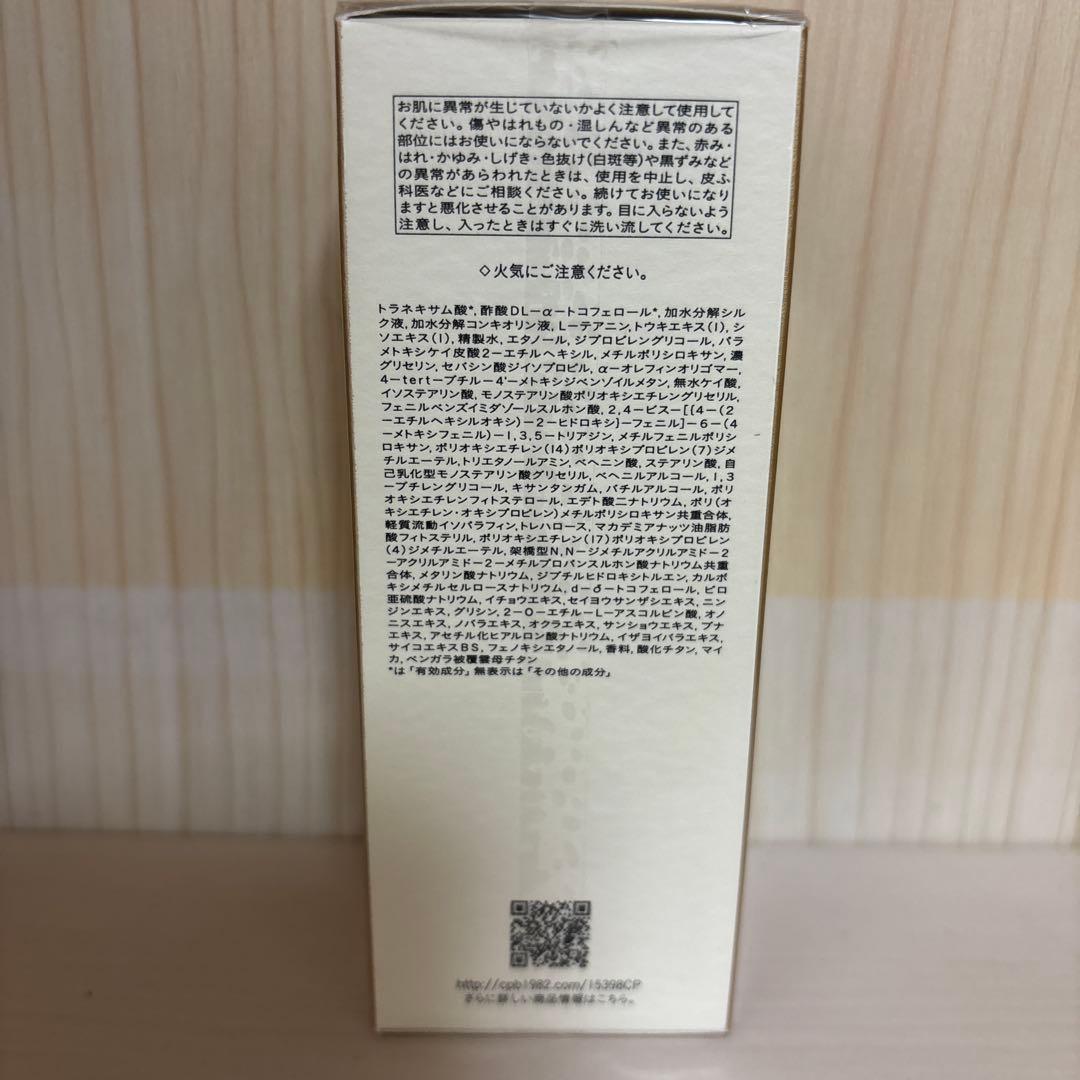 お肌に異常が生じていないかよく注意して使用して
ください。傷やはれもの・湿しんなど異常のある
部位にはお使いにならないでください。また、赤み・
はれ・かゆみ・しげき・色抜け(白斑等)や黒ずみなど
の異常があらわれたときは、使用を中止し、皮ふ
科医などにご相談ください。続けてお使いになり
ますと悪化させることがあります。目に入らないよう
注意し、入ったときはすぐに洗い流してください。
◇火気にご注意ください。
トラネキサム酸*, 酢酸DL-α-トコフェロール*, 加水分解シル
ク液, 加水分解コンキオリン液, L-テアニン, トウキエキス(1), シ
ソエキス(1), 精製水, エタノール, ジプロピレングリコール, パラ
メトキシケイ皮酸2-エチルヘキシル, メチルポリシロキサン, 濃
グリセリン, セバシン酸ジイソプロピル, α-オレフィンオリゴマー,
4-tert-ブチル-4'-メトキシジベンゾイルメタン, 無水ケイ酸,
イソステアリン酸, モノステアリン酸ポリオキシエチレングリセリル,
フェニルベンズイミダゾールスルホン酸, 2,4-ビス-[{4-(2
-エチルヘキシルオキシ)-2-ヒドロキシ}-フェニル]-6-(4
-メトキシフェニル)-1,3,5-トリアジン, メチルフェニルポリシ
ロキサン, ポリオキシエチレン(14)ポリオキシプロピレン(7)ジメ
チルエーテル, トリエタノールアミン, ベヘニン酸, ステアリン酸, 自
己乳化型モノステアリン酸グリセリル, ベヘニルアルコール, 1,3
-ブチレングリコール, キサンタンガム, バチルアルコール, ポリ
オキシエチレンフィトステロール, エデト酸二ナトリウム, ポリ(オ
キシエチレン・オキシプロピレン)メチルポリシロキサン共重合体,
軽質流動イソパラフィン, トレハロース, マカデミアナッツ油脂肪
酸フィトステリル, ポリオキシエチレン(17)ポリオキシプロピレン
(4)ジメチルエーテル, 架橋型N,N-ジメチルアクリルアミド-2
-アクリルアミド-2-メチルプロパンスルホン酸ナトリウム共重
合体, メタリン酸ナトリウム, ジブチルヒドロキシトルエン, カルボ
キシメチルセルロースナトリウム, d-δ-トコフェロール, ピロ
亜硫酸ナトリウム, イチョウエキス, セイヨウサンザシエキス, ニン
ジンエキス, グリシン, 2-O-エチル-L-アスコルビン酸, オノ
ニスエキス, ノバラエキス, オクラエキス, サンショウエキス, ブナ
エキス, アセチル化ヒアルロン酸ナトリウム, イザヨイバラエキス,
サイコエキスBS, フェノキシエタノール, 香料, 酸化チタン, マイ
カ, ベンガラ被覆雲母チタン
*は「有効成分」無表示は「その他の成分」
http://cpb1982.com/15398CP
さらに詳しい商品情報はこちら。